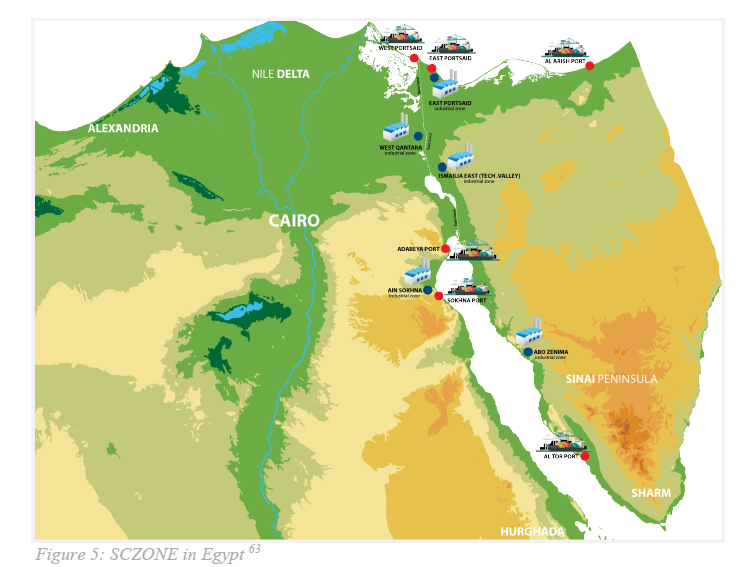 WEST PORTSAID
EAST PORTSAID
AL ARISH PORT
NILE DELTA
EAST PORTSAID
industrial zone
ALEXANDRIA
WEST QANTARA
industrial zone
ISMAILIA EAST (TECH .VALLEY)
industrial zone
CAIRO
ADABEYA PORT
AIN SOKHNA
industrial zone
SOKHNA PORT
ABO ZENIMA
industrial zone
SINAI PENINSULA
AL TOR PORT
SHARM
HURGHADA
Figure 5: SCZONE in Egypt 63